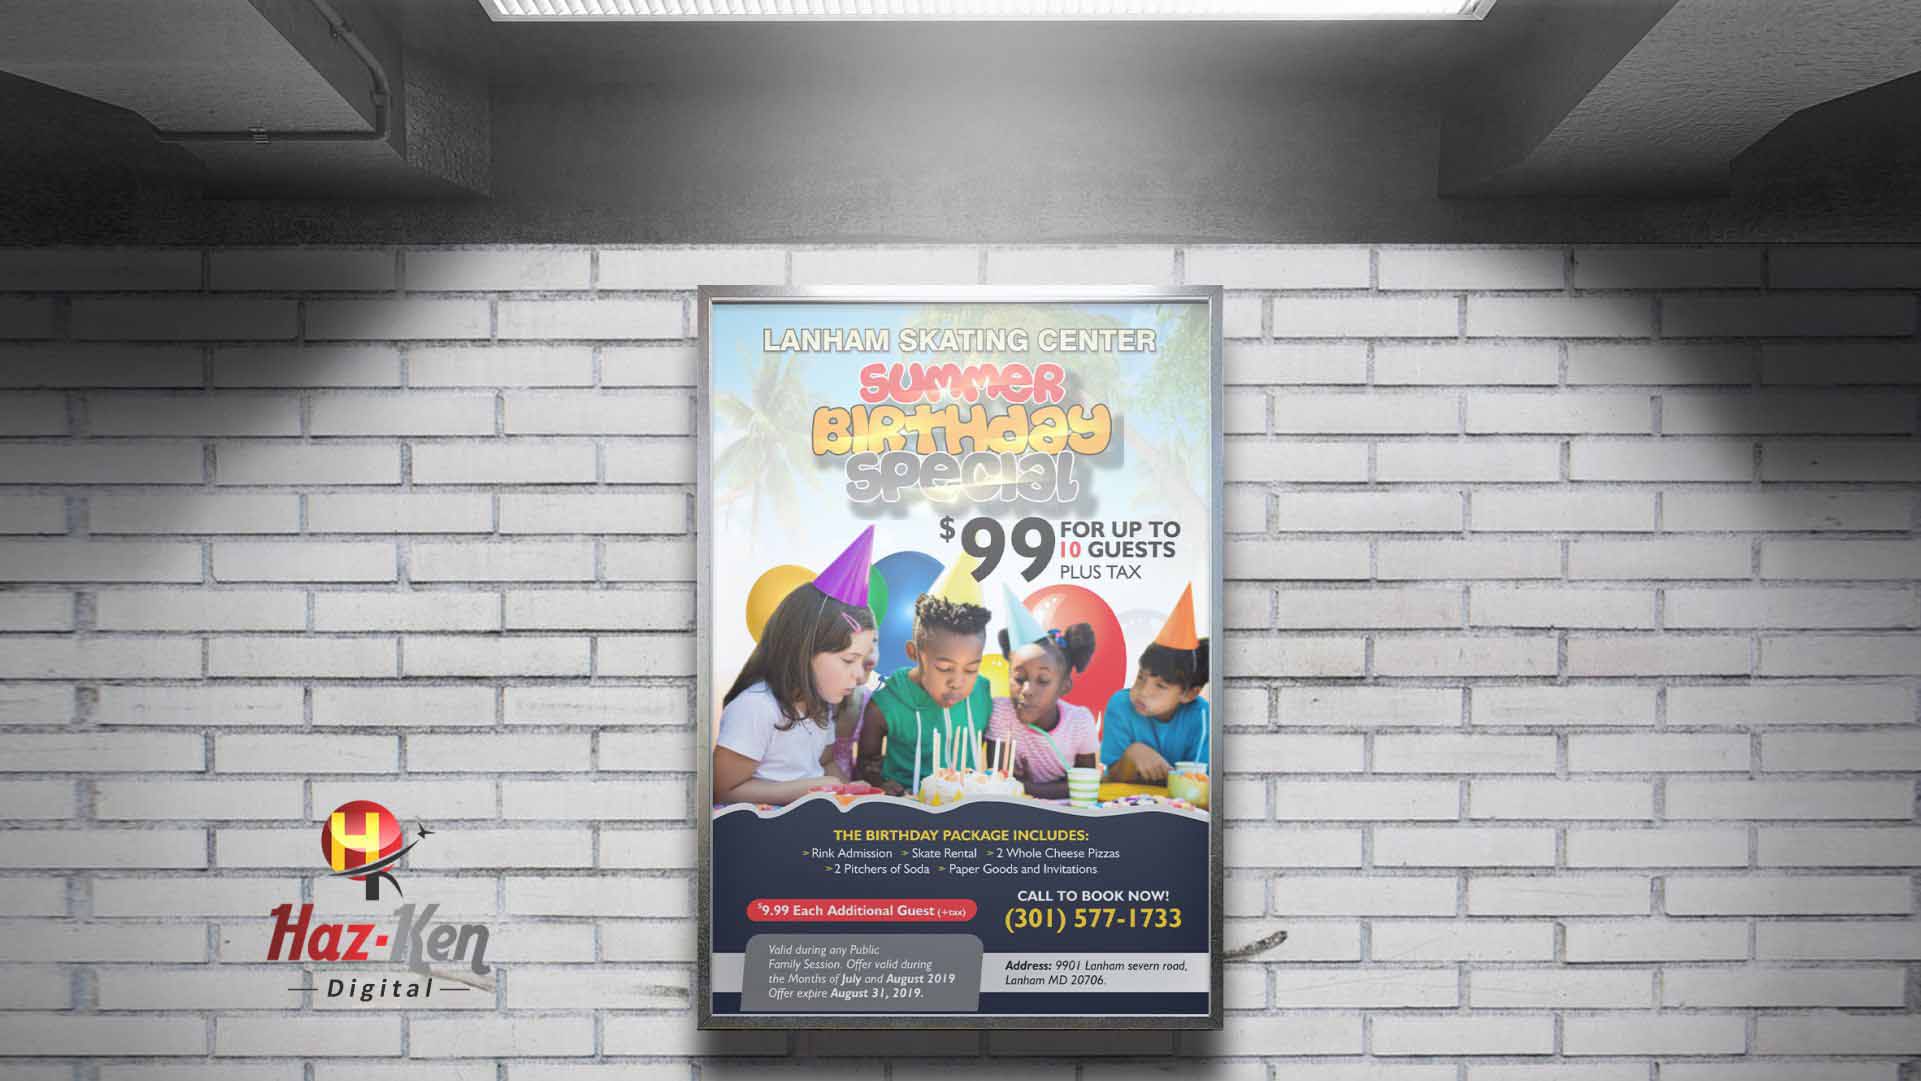 LANHAM SKATING CENTER
SUMMER
BIRTHDAY
SPECIAL
$99 FOR UP TO
10 GUESTS
PLUS TAX
THE BIRTHDAY PACKAGE INCLUDES:
> Rink Admission > Skate Rental > 2 Whole Cheese Pizzas
> 2 Pitchers of Soda > Paper Goods and Invitations
$9.99 Each Additional Guest (+tax)
CALL TO BOOK NOW!
(301) 577-1733
Valid during any Public
Family Session. Offer valid during
the Months of July and August 2019
Offer expire August 31, 2019.
Address: 9901 Lanham severn road,
Lanham MD 20706.
H
Haz-Ken
Digital